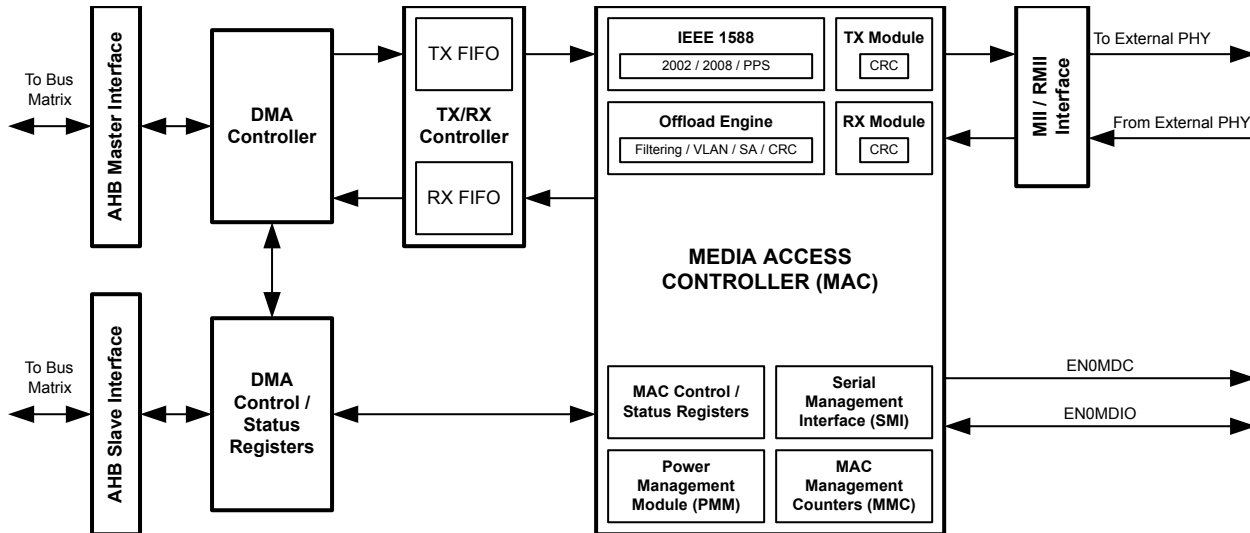 To Bus
Matrix
AHB Master Interface
DMA
Controller
TX FIFO
TX/RX
Controller
RX FIFO
IEEE 1588
2002 / 2008 / PPS
TX Module
CRC
Offload Engine
Filtering / VLAN / SA / CRC
RX Module
CRC
MII / RMII
Interface
To External PHY
From External PHY
MEDIA ACCESS
CONTROLLER (MAC)
To Bus
Matrix
AHB Slave Interface
DMA
Control /
Status
Registers
MAC Control /
Status Registers
Serial
Management
Interface (SMI)
Power
Management
Module (PMM)
MAC
Management
Counters (MMC)
EN0MDC
EN0MDIO